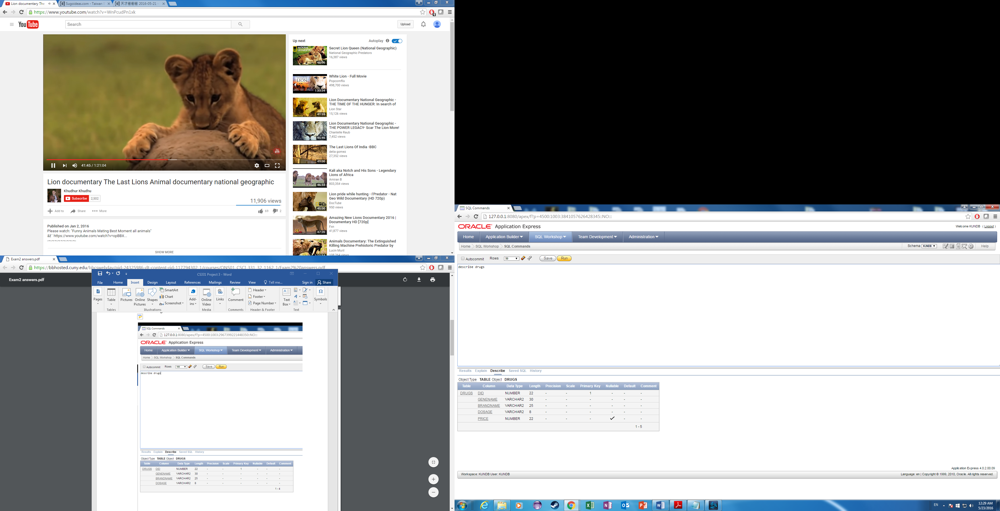 Lion documentary The
Sugoideas.com - Taiwan
天才衝衝衝 2016-05-21 -
https://www.youtube.com/watch?v=WnPcudPn1xk
YouTube
Search
Upload
41:45 / 1:21:04
Lion documentary The Last Lions Animal documentary national geographic
Khudhur Khudhu
Subscribe 2,502
11,906 views
Add to Share More
69 2
Published on Jan 2, 2016
Please watch: "Funny Animals Mating Best Moment all animals"
âž¨ https://www.youtube.com/watch?v=opBBX...
-~-~~-~~~-~~-~-
SHOW MORE
Up next Autoplay
Secret Lion Queen (National Geographic)
National Geographic Predators
16,387 views
46:06
White Lion - Full Movie
Popcornflix
498,700 views
1:33:34
Lion Documentary National Geographic -
THE TIME OF THE HUNGER: In search of
Lion Star
15,126 views
41:55
Lion Documentary National Geographic -
THE POWER LEGACY- Scar The Lion More!
Chantelle Raub
7,452 views
45:46
The Last Lions Of India -BBC
delia gomez
27,352 views
49:00
Kali aka Notch and His Sons - Legendary
Lions of Africa
Amiran B
803,354 views
46:33
Lion pride while hunting - I'Predator - Nat
Geo Wild Documentary (HD 720p)
DocTube
950 views
45:00
Amazing New Lions Documentary 2016 |
Documentary HD [720p]
Fxn
41,877 views
47:20
Animals Documentary: The Extinguished
Killing Machine Prehistoric Predator by
Lucin Muril
108,264 views
Exam2 answers.pdf
https://bbhosted.cuny.edu/bbcswebdav/pid-24325986-dt-content-rid-117794302_1/courses/QNS01_CSCI_331_32_1162_1/Exam2%20answers.pdf
Exam2 answers.pdf
CS331 Project 3 - Word
File Home Insert Design Layout References Mailings Review View Tell me... Sign in Share
Pages
Table
Pictures
Online Pictures
Shapes
SmartArt
Chart
Screenshot
Add-ins
Online Video
Links
Comment
Header
Footer
Page Number
Text Box
Symbols
Tables Illustrations Media Comments Header & Footer Text
SQL Commands
127.0.0.1:8080/apex/f?p=4500:1003:2967399221448350::NO:::
ORACLE Application Express
Home Application Builder SQL Workshop Team Development Administration
Home SQL Workshop SQL Commands
Autocommit Rows 100 Save Run
describe drugs
Results Explain Describe Saved SQL History
Object Type TABLE Object DRUGS
Table Column Data Type Length Precision Scale Primary Key Nullable Default Comment
DRUGS DID NUMBER 22 - - 1 - - -
GENENAME VARCHAR2 30 - - - - - -
BRANDNAME VARCHAR2 25 - - - - - -
DOSAGE VARCHAR2 8 - - - - - -
1 - 4
SQL Commands
127.0.0.1:8080/apex/f?p=4500:1003:3841057626428345::NO:::
ORACLE Application Express
Welcome KUNDB ( Logout )
Home Application Builder SQL Workshop Team Development Administration
Home SQL Workshop SQL Commands
Schema KUNDB Help
Autocommit Rows 50 Save Run
describe drugs
Results Explain Describe Saved SQL History
Object Type TABLE Object DRUGS
Table Column Data Type Length Precision Scale Primary Key Nullable Default Comment
DRUGS DID NUMBER 22 - - 1 - - -
GENENAME VARCHAR2 30 - - - - - -
BRANDNAME VARCHAR2 25 - - - - - -
DOSAGE VARCHAR2 8 - - - - - -
PRICE NUMBER 22 - - - ✓ - -
1 - 5
Application Express 4.0.2.00.09
Workspace: KUNDB User: KUNDB
Language: en | Copyright © 1999, 2010, Oracle. All rights reserved.
EN
12:29 AM
5/23/2016